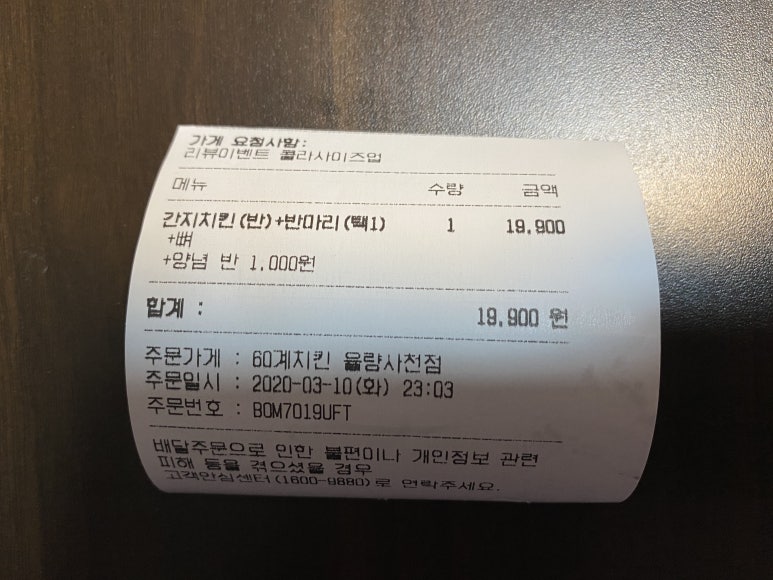 가게 요청사항:
리뷰이벤트 콜라사이즈업
메뉴 수량 금액
간지치킨(반)+반마리(팩1) 1 19,900
+뼈
+양념 반 1,000원
합계 : 19,900 원
주문가게 : 60계치킨 율량사천점
주문일시 : 2020-03-10(화) 23:03
주문번호 : B0M7019UFT
배달주문으로 인한 불편이나 개인정보 관련
피해 등을 겪으셨을 경우
고객안심센터(1600-9880)로 연락주세요.